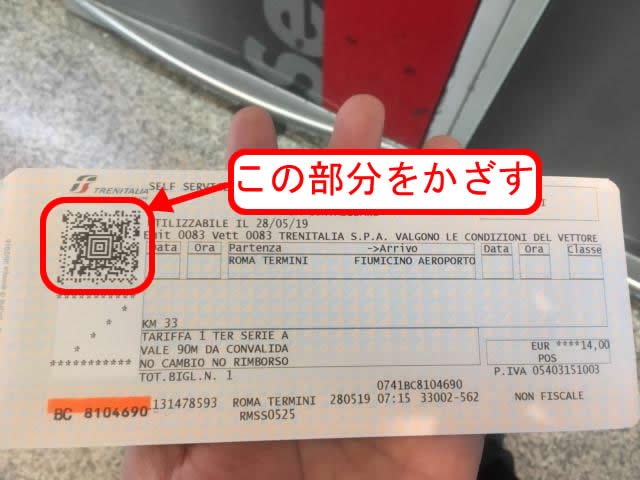 Se
TRENITALIA
SELF SERVICE
この部分をかざす
UTILIZZABILE IL 28/05/19
Emit 0083 Vett 0083 TRENITALIA S.P.A. VALGONO LE CONDIZIONI DEL VETTORE
Data Ora Partenza ->Arrivo Data Ora Classe
ROMA TERMINI FIUMICINO AEROPORTO
***********
*
*
*
***********
KM 33
TARIFFA 1 TER SERIE A
VALE 90M DA CONVALIDA
NO CAMBIO NO RIMBORSO
TOT.BIGL.N. 1
EUR ****14,00
POS
P.IVA 05403151003
0741BC8104690
BC 8104690
131478593 ROMA TERMINI 280519 07:15 33002-562 NON FISCALE
RMSS0525